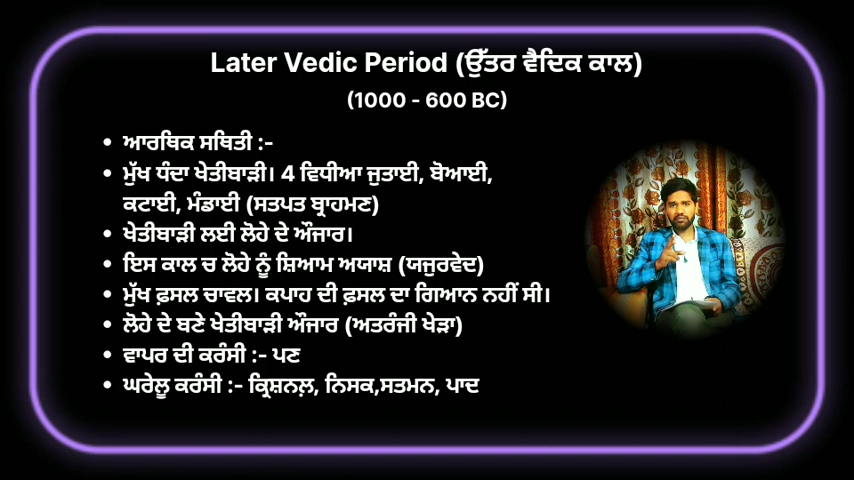 Later Vedic Period (ਉੱਤਰ ਵੈਦਿਕ ਕਾਲ)
(1000 - 600 BC)
• ਆਰਥਿਕ ਸਥਿਤੀ :-
• ਮੁੱਖ ਧੰਦਾ ਖੇਤੀਬਾੜੀ। 4 ਵਿਧੀਆ ਜੁਤਾਈ, ਬੋਆਈ,
ਕਟਾਈ, ਮੰਡਾਈ (ਸਤਪਤ ਬ੍ਰਾਹਮਣ)
• ਖੇਤੀਬਾੜੀ ਲਈ ਲੋਹੇ ਦੇ ਔਜਾਰ।
• ਇਸ ਕਾਲ ਚ ਲੋਹੇ ਨੂੰ ਸ਼ਿਆਮ ਅਯਾਸ਼ (ਯਜੁਰਵੇਦ)
• ਮੁੱਖ ਫ਼ਸਲ ਚਾਵਲ। ਕਪਾਹ ਦੀ ਫ਼ਸਲ ਦਾ ਗਿਆਨ ਨਹੀਂ ਸੀ।
• ਲੋਹੇ ਦੇ ਬਣੇ ਖੇਤੀਬਾੜੀ ਔਜਾਰ (ਅਤਰੰਜੀ ਖੇੜਾ)
• ਵਾਪਰ ਦੀ ਕਰੰਸੀ :- ਪਣ
• ਘਰੇਲੂ ਕਰੰਸੀ :- ਕ੍ਰਿਸ਼ਨਲ਼, ਨਿਸਕ,ਸਤਮਨ, ਪਾਦ